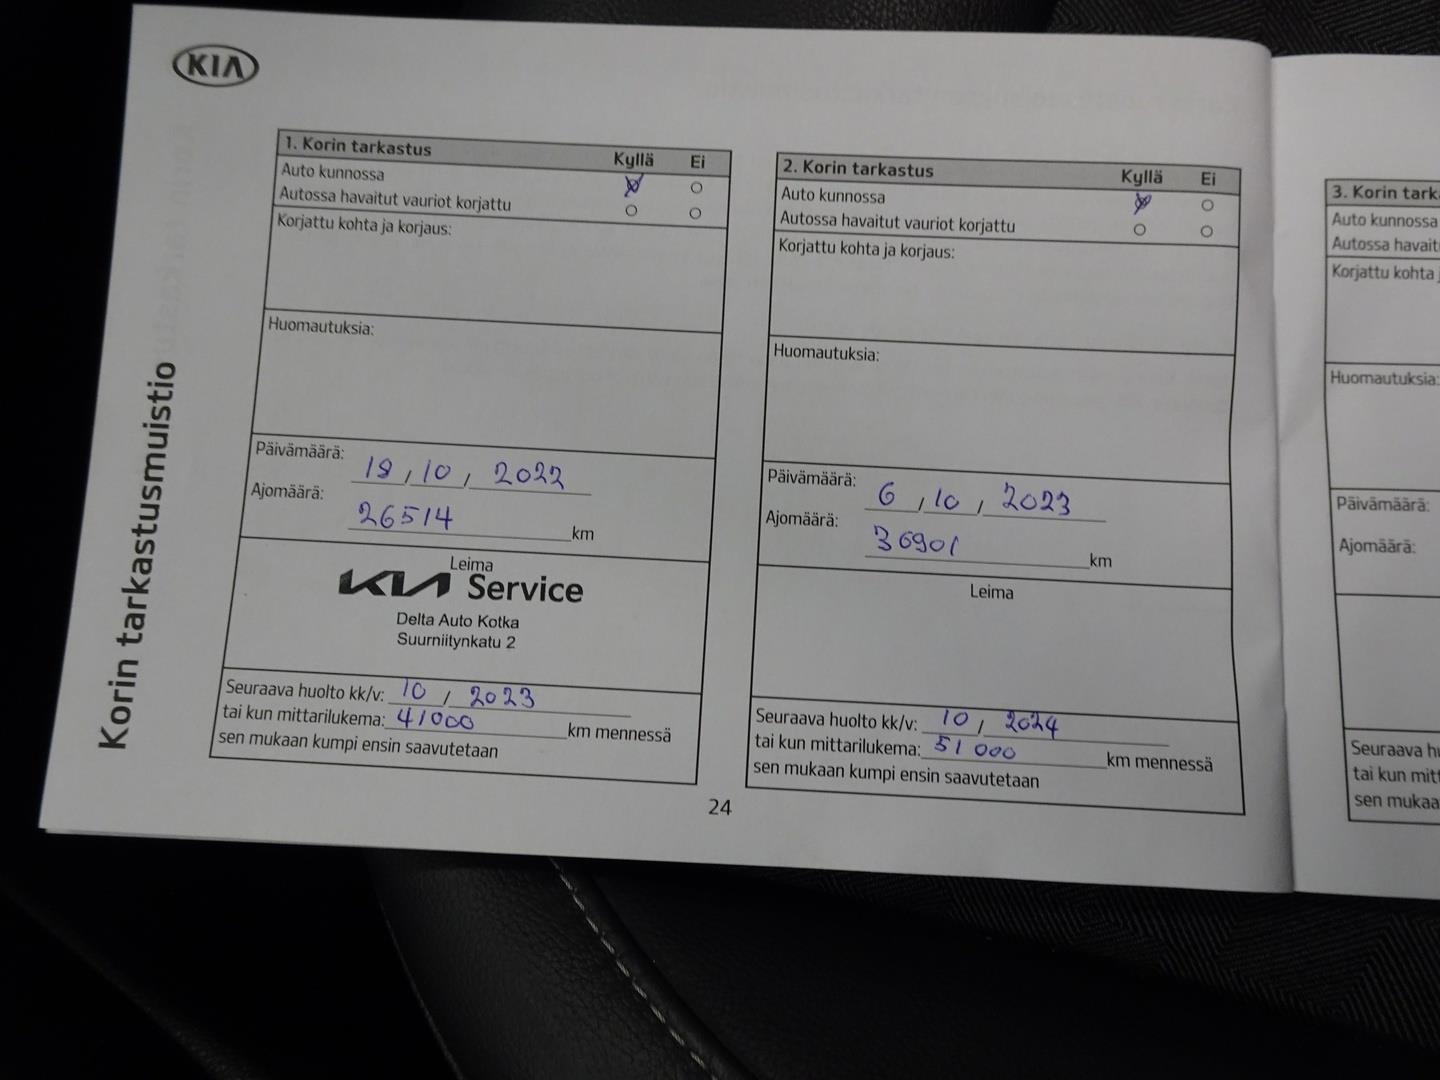 KIA
Korin tarkastusmuistio
1. Korin tarkastus Kyllä Ei
Auto kunnossa
Autossa havaitut vauriot korjattu
Korjattu kohta ja korjaus:
Huomautuksia:
Päivämäärä: 18 / 10 / 2022
Ajomäärä: 26514 km
Leima
KIA Service
Delta Auto Kotka
Suurniitynkatu 2
Seuraava huolto kk/v: 10 / 2023
tai kun mittarilukema: 41000 km mennessä
sen mukaan kumpi ensin saavutetaan
2. Korin tarkastus Kyllä Ei
Auto kunnossa
Autossa havaitut vauriot korjattu
Korjattu kohta ja korjaus:
Huomautuksia:
Päivämäärä: 6 / 10 / 2023
Ajomäärä: 36901 km
Leima
Seuraava huolto kk/v: 10 / 2024
tai kun mittarilukema: 51 000 km mennessä
sen mukaan kumpi ensin saavutetaan
24
3. Korin tark
Auto kunnossa
Autossa havait
Korjattu kohta j
Huomautuksia:
Päivämäärä:
Ajomäärä:
Seuraava hu
tai kun mitt
sen mukaa